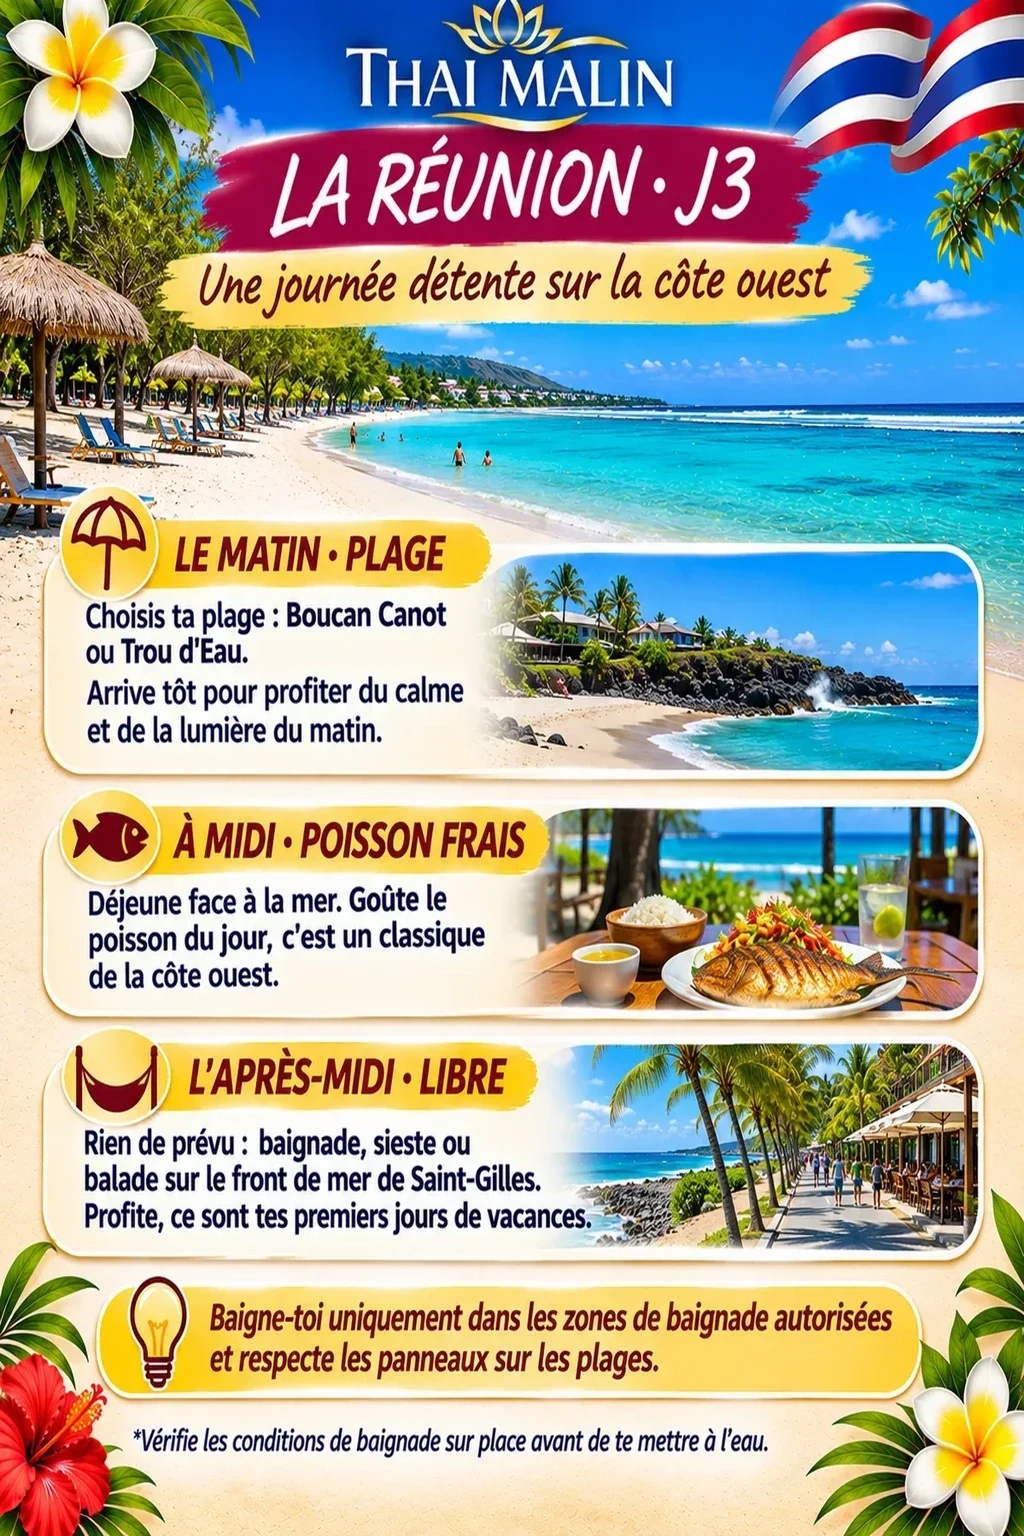 THAI MALIN
LA RÉUNION · J3
Une journée détente sur la côte ouest
LE MATIN · PLAGE
Choisis ta plage : Boucan Canot
ou Trou d'Eau.
Arrive tôt pour profiter du calme
et de la lumière du matin.
À MIDI · POISSON FRAIS
Déjeune face à la mer. Goûte le
poisson du jour, c'est un classique
de la côte ouest.
L'APRÈS-MIDI · LIBRE
Rien de prévu : baignade, sieste ou
balade sur le front de mer de Saint-Gilles.
Profite, ce sont tes premiers jours de vacances.
Baigne-toi uniquement dans les zones de baignade autorisées
et respecte les panneaux sur les plages.
*Vérifie les conditions de baignade sur place avant de te mettre à l'eau.